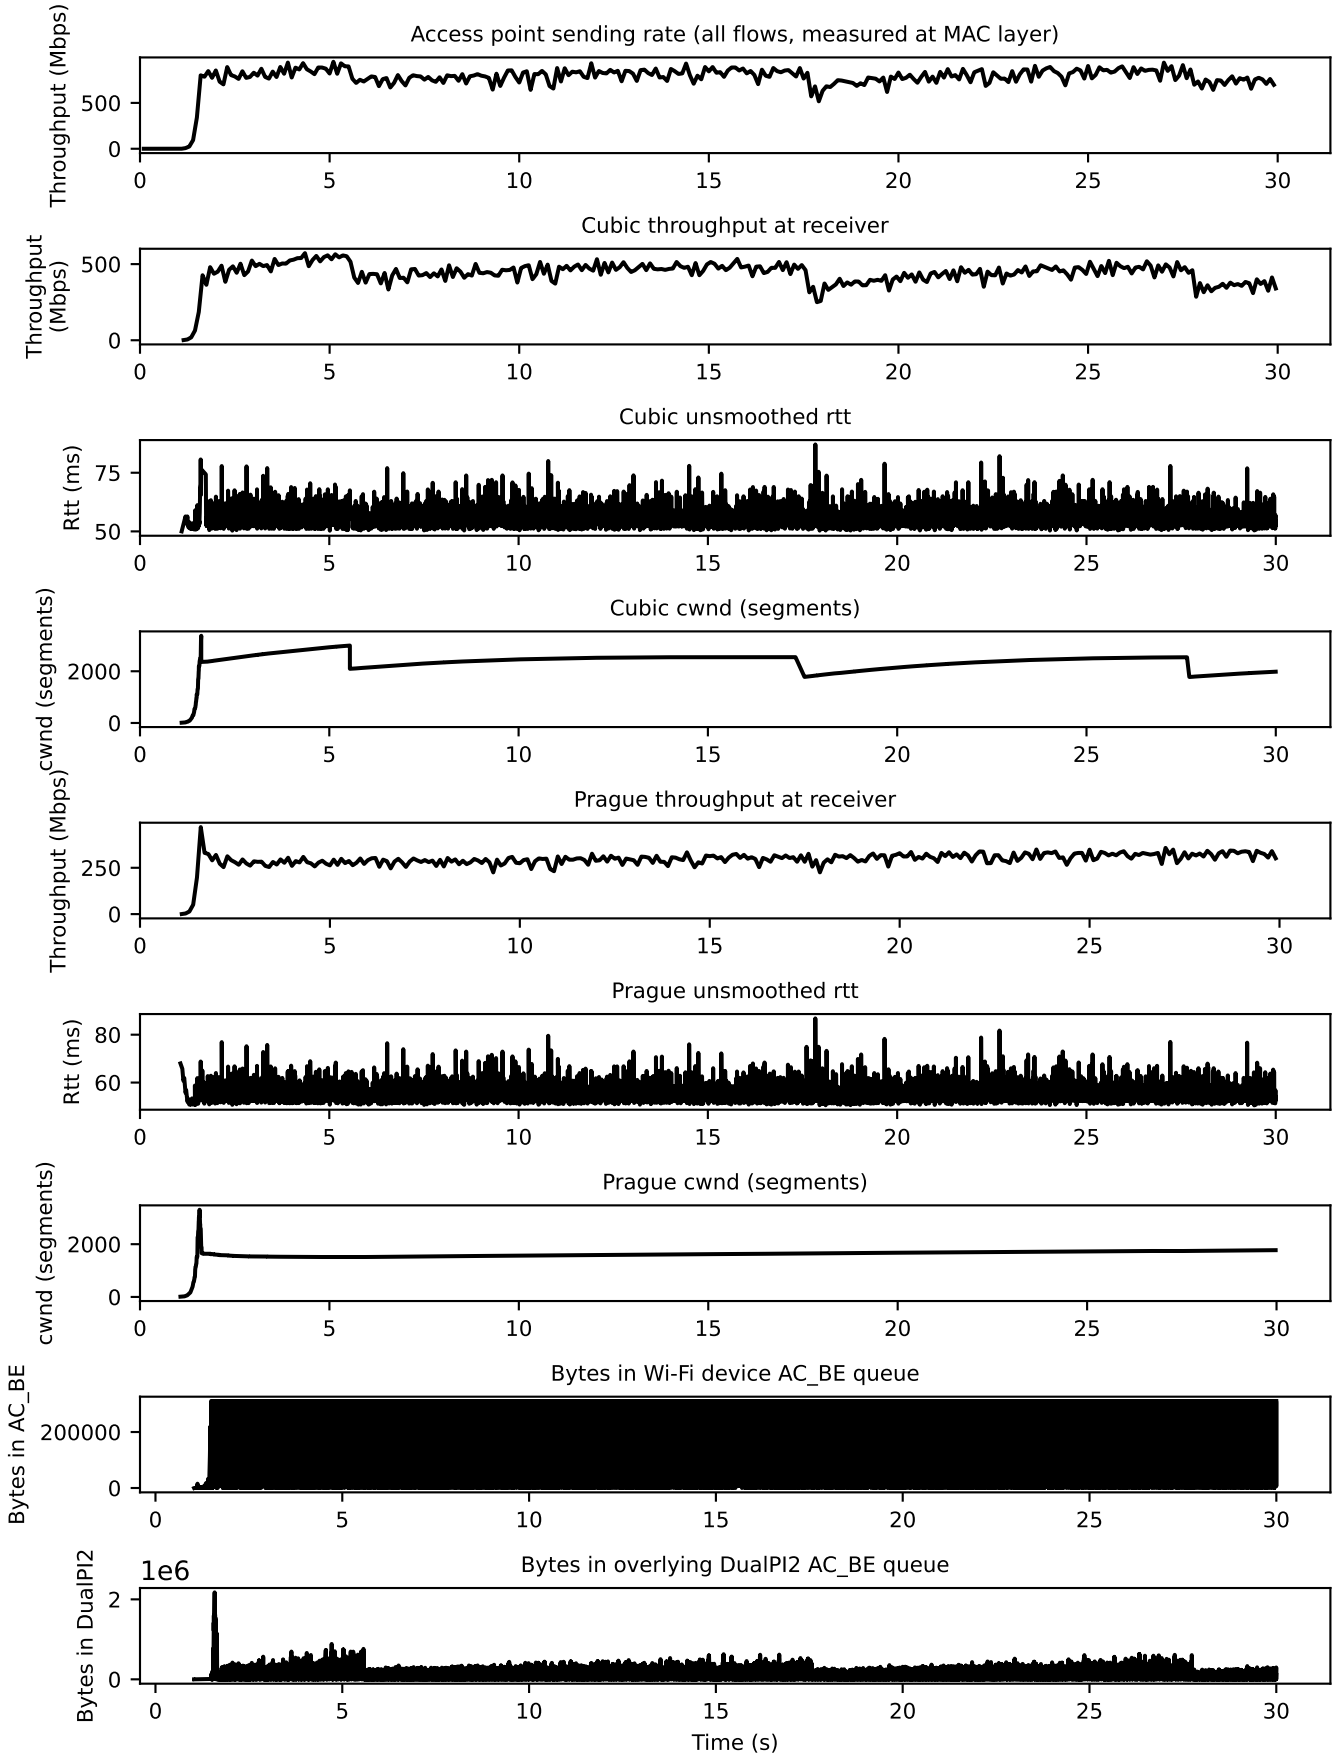 Access point sending rate (all flows, measured at MAC layer)
Throughput (Mbps)
500
0
0 5 10 15 20 25 30
Cubic throughput at receiver
Throughput
(Mbps)
500
0
0 5 10 15 20 25 30
Cubic unsmoothed rtt
Rtt (ms)
75
50
0 5 10 15 20 25 30
Cubic cwnd (segments)
cwnd (segments)
2000
0
0 5 10 15 20 25 30
Prague throughput at receiver
Throughput (Mbps)
250
0
0 5 10 15 20 25 30
Prague unsmoothed rtt
Rtt (ms)
80
60
0 5 10 15 20 25 30
Prague cwnd (segments)
cwnd (segments)
2000
0
0 5 10 15 20 25 30
Bytes in Wi-Fi device AC_BE queue
Bytes in AC_BE
200000
0
0 5 10 15 20 25 30
1e6
Bytes in overlying DualPI2 AC_BE queue
Bytes in DualPI2
2
0
0 5 10 15 20 25 30
Time (s)